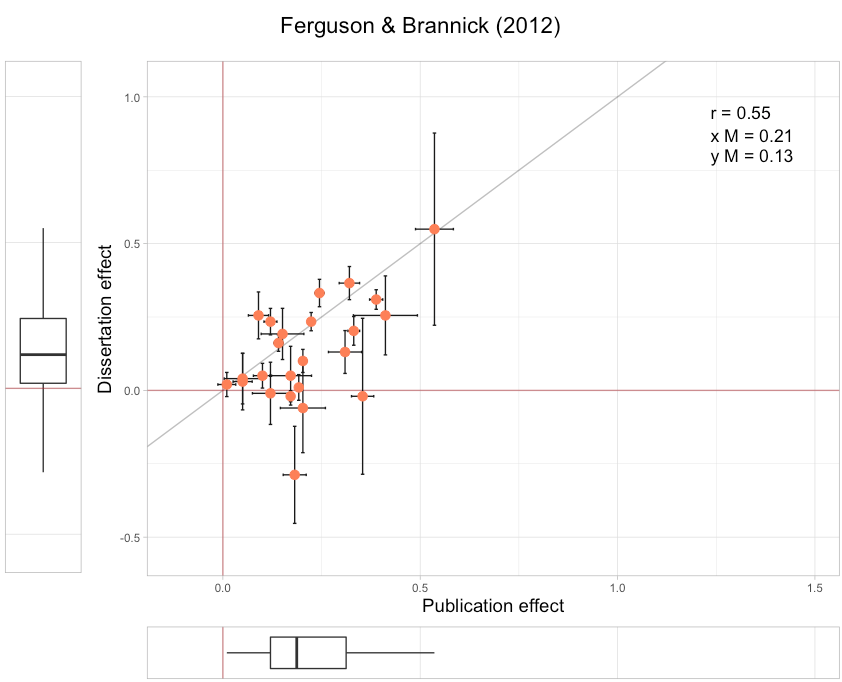 Ferguson & Brannick (2012)
r = 0.55
x M = 0.21
y M = 0.13
1.0
0.5
0.0
-0.5
Dissertation effect
0.0
0.5
1.0
1.5
Publication effect